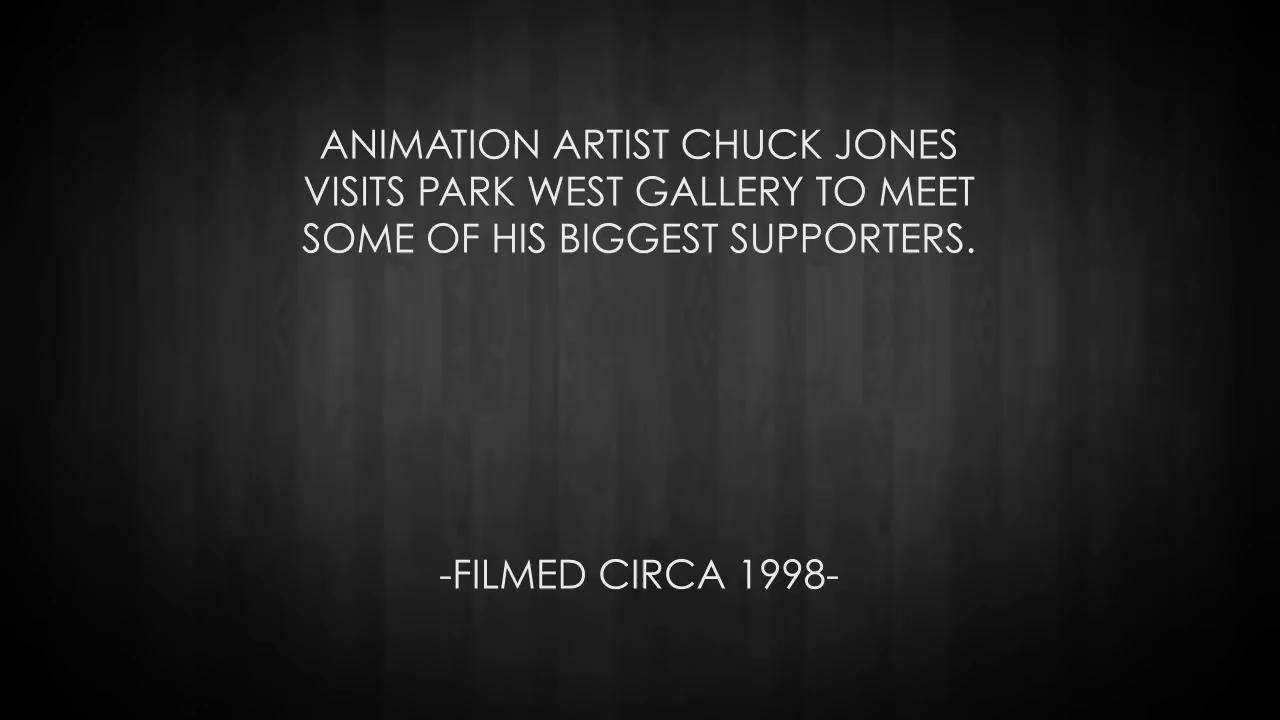 ANIMATION ARTIST CHUCK JONES
VISITS PARK WEST GALLERY TO MEET
SOME OF HIS BIGGEST SUPPORTERS.
-FILMED CIRCA 1998-